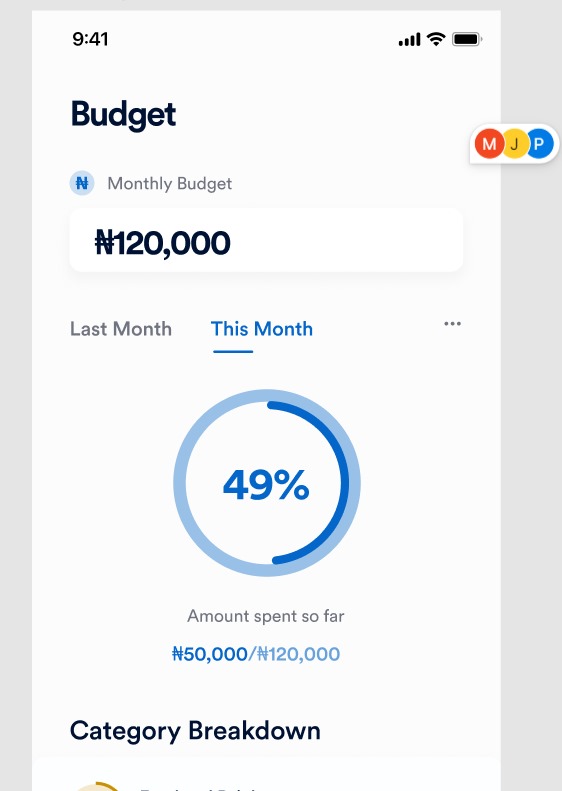 9:41
Budget
M J P
₦ Monthly Budget
₦120,000
Last Month This Month
49%
Amount spent so far
₦50,000/₦120,000
Category Breakdown